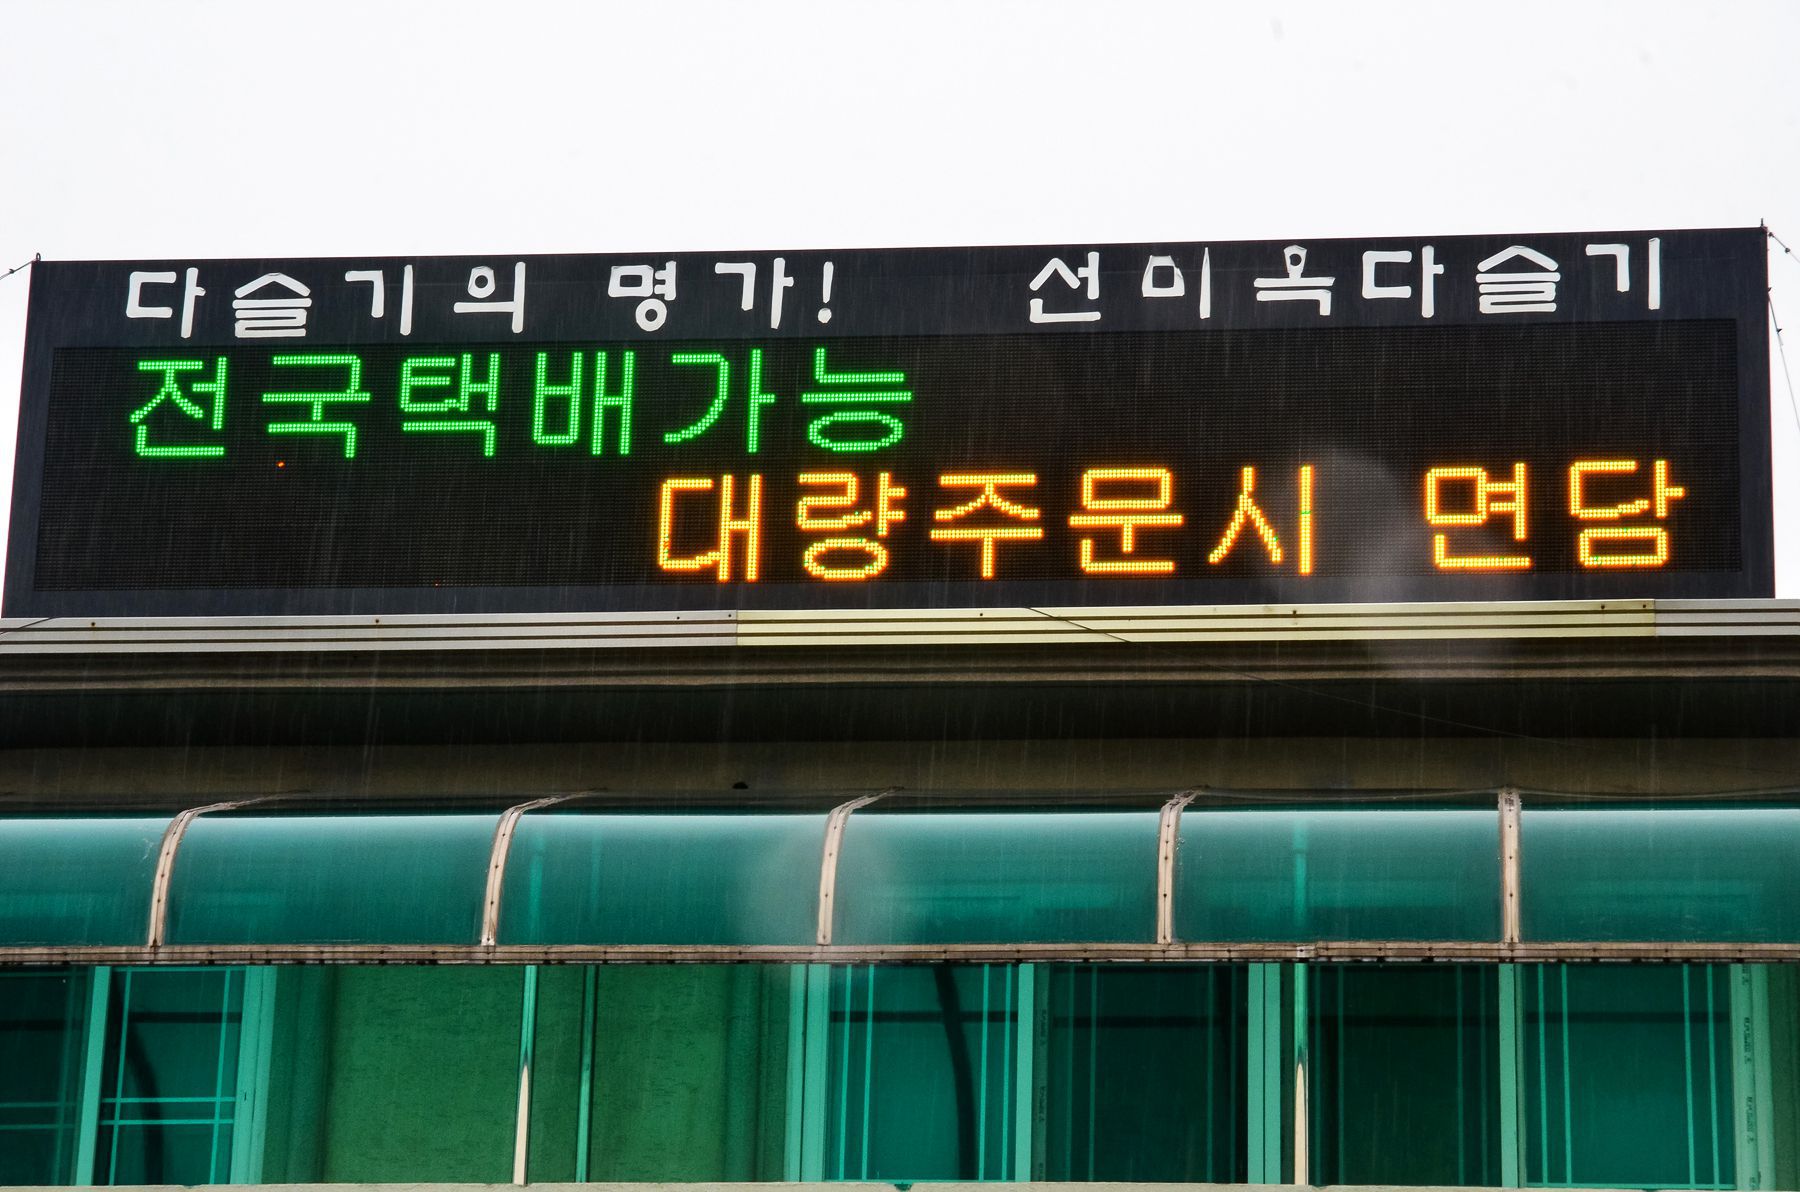 다슬기의 명가! 선미옥다슬기
전국택배가능
대량주문시 면담